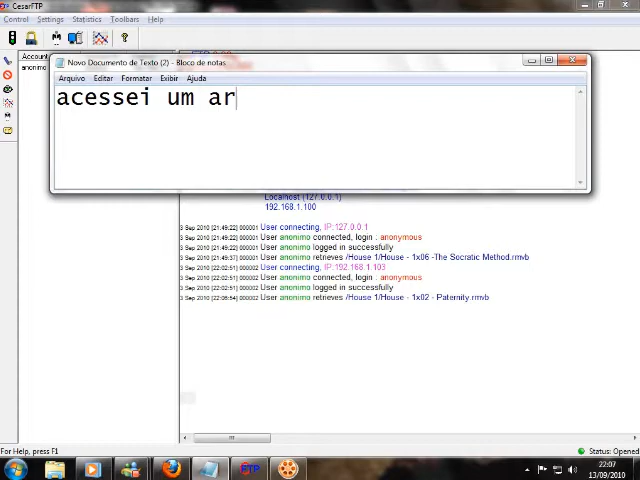 CesarFTP
Control Settings Statistics Toolbars Help
Account
anonimo
Novo Documento de Texto (2) - Bloco de notas
Arquivo Editar Formatar Exibir Ajuda
acessei um ar
Localhost (127.0.0.1)
192.168.1.100
3 Sep 2010 [21:49:22] 000001 User connecting, IP:127.0.0.1
3 Sep 2010 [21:49:22] 000001 User anonimo connected, login : anonymous
3 Sep 2010 [21:49:22] 000001 User anonimo logged in successfully
3 Sep 2010 [21:49:37] 000001 User anonimo retrieves /House 1/House - 1x06 -The Socratic Method.rmvb
3 Sep 2010 [22:02:51] 000002 User connecting, IP:192.168.1.103
3 Sep 2010 [22:02:51] 000002 User anonimo connected, login : anonymous
3 Sep 2010 [22:02:51] 000002 User anonimo logged in successfully
3 Sep 2010 [22:06:54] 000002 User anonimo retrieves /House 1/House - 1x02 - Paternity.rmvb
For Help, press F1
Status: Opened
FTP
22:07
13/09/2010